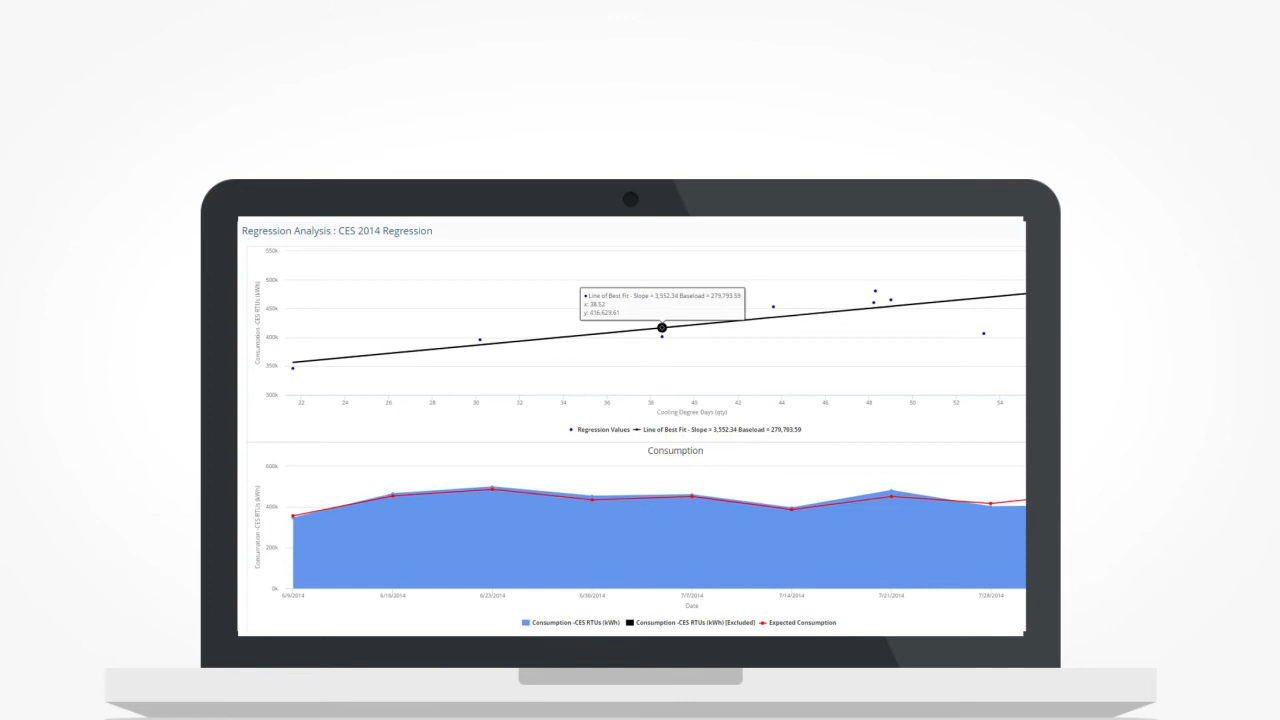 Regression Analysis : CES 2014 Regression
550k
500k
450k
400k
350k
300k
Consumption -CES RTUs (kWh)
Line of Best Fit - Slope = 3,552.34 Baseload = 279,793.59
x: 38.52
y: 416,629.61
22 24 26 28 30 32 34 36 38 40 42 44 46 48 50 52 54
Cooling Degree Days (qty)
Regression Values Line of Best Fit - Slope = 3,552.34 Baseload = 279,793.59
Consumption
600k
400k
200k
0k
Consumption -CES RTUs (kWh)
6/9/2014 6/16/2014 6/23/2014 6/30/2014 7/7/2014 7/14/2014 7/21/2014 7/28/2014
Date
Consumption -CES RTUs (kWh) Consumption -CES RTUs (kWh) [Excluded] Expected Consumption